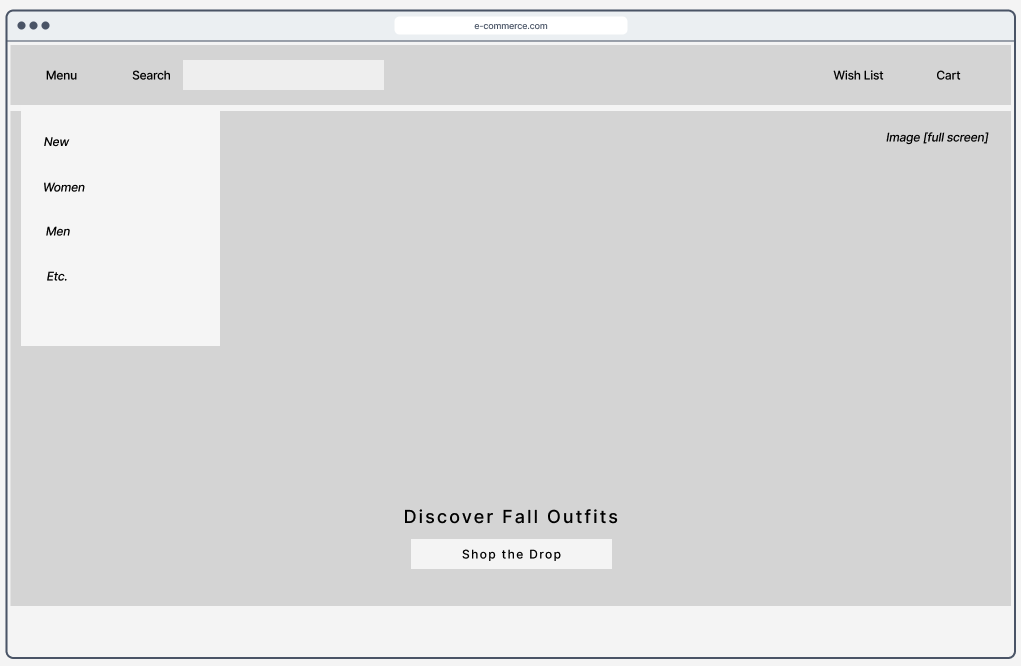 e-commerce.com
Menu Search Wish List Cart
Image [full screen]
New
Women
Men
Etc.
Discover Fall Outfits
Shop the Drop